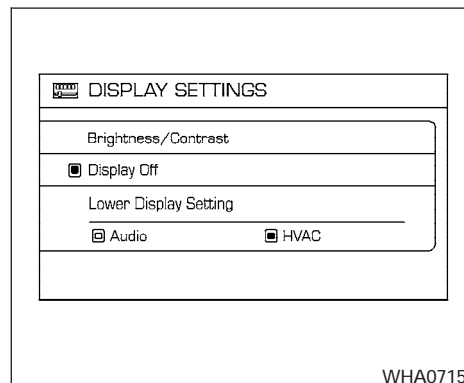 DISPLAY SETTINGS
Brightness/Contrast
Display Off
Lower Display Setting
Audio HVAC
WHA0715